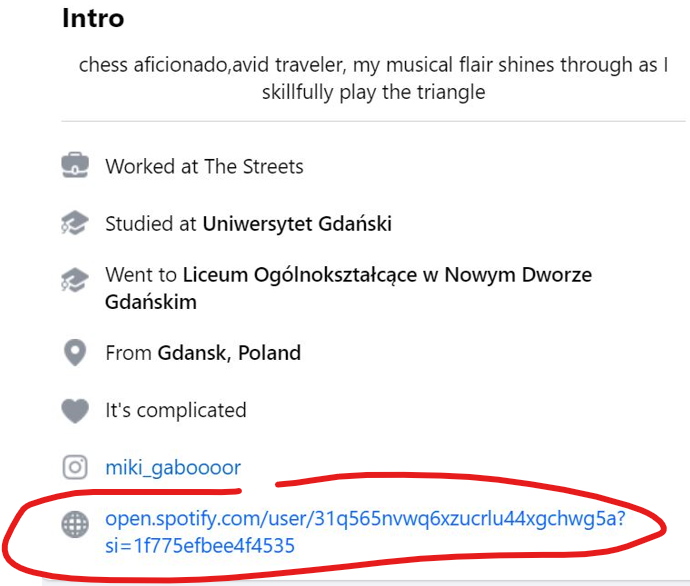 Intro
chess aficionado,avid traveler, my musical flair shines through as I
skillfully play the triangle
Worked at The Streets
Studied at Uniwersytet Gdański
Went to Liceum Ogólnokształcące w Nowym Dworze
Gdańskim
From Gdansk, Poland
It's complicated
miki_gaboooor
open.spotify.com/user/31q565nvwq6xzucrlu44xgchwg5a?
si=1f775efbee4f4535